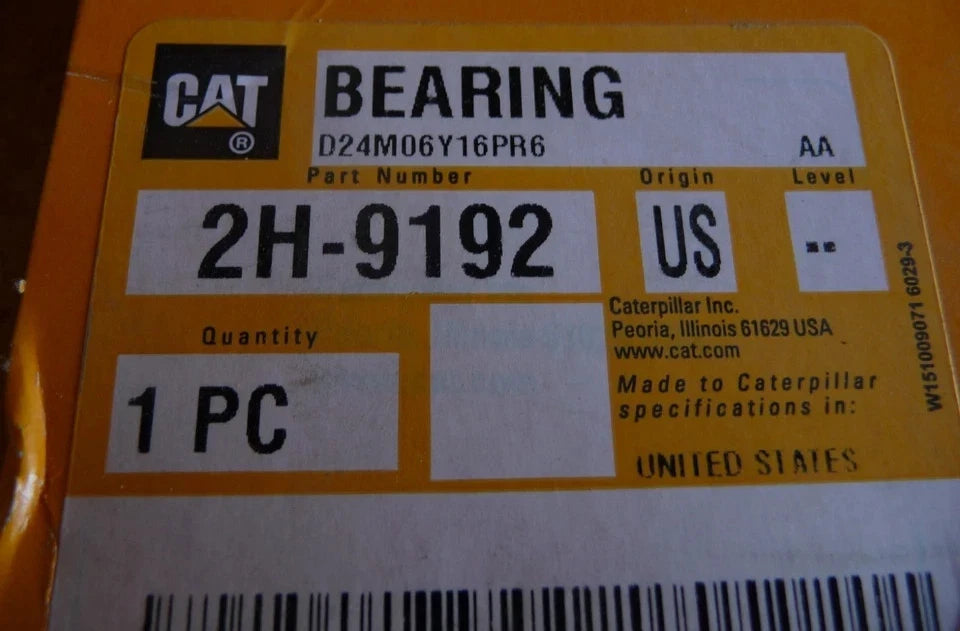 CAT
®
BEARING
D24M06Y16PR6 AA
Part Number Origin Level
2H-9192 US --
Caterpillar Inc.
Peoria, Illinois 61629 USA
www.cat.com
Quantity
1 PC
Made to Caterpillar
specifications in:
UNITED STATES
W151009071 6029-3